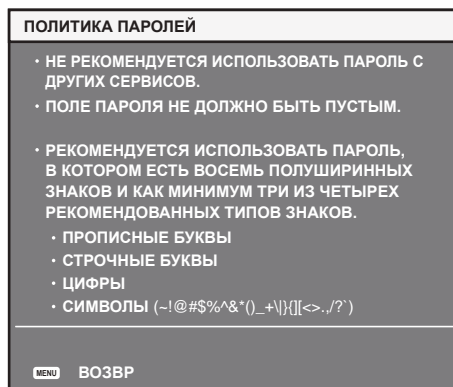 ПОЛИТИКА ПАРОЛЕЙ
· НЕ РЕКОМЕНДУЕТСЯ ИСПОЛЬЗОВАТЬ ПАРОЛЬ С
ДРУГИХ СЕРВИСОВ.
· ПОЛЕ ПАРОЛЯ НЕ ДОЛЖНО БЫТЬ ПУСТЫМ.
· РЕКОМЕНДУЕТСЯ ИСПОЛЬЗОВАТЬ ПАРОЛЬ,
В КОТОРОМ ЕСТЬ ВОСЕМЬ ПОЛУШИРИННЫХ
ЗНАКОВ И КАК МИНИМУМ ТРИ ИЗ ЧЕТЫРЕХ
РЕКОМЕНДОВАННЫХ ТИПОВ ЗНАКОВ.
· ПРОПИСНЫЕ БУКВЫ
· СТРОЧНЫЕ БУКВЫ
· ЦИФРЫ
· СИМВОЛЫ (~!@#$%^&*()_+\|}{][<>.,/?`)
MENU ВОЗВР